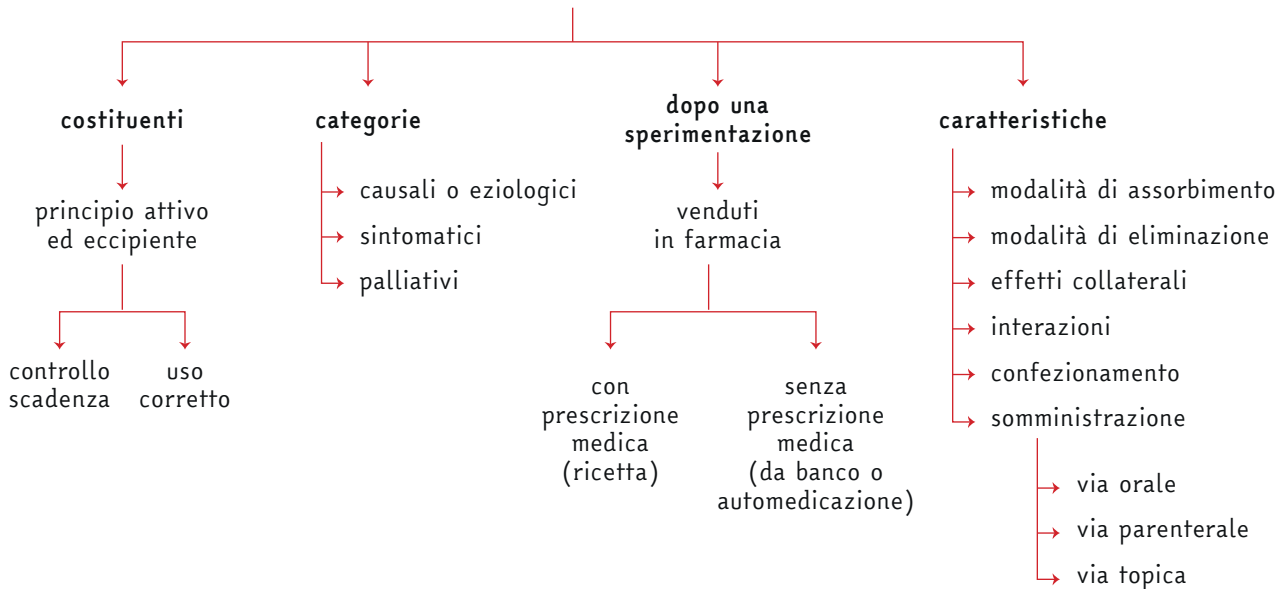 costituenti
principio attivo
ed eccipiente
controllo
scadenza
uso
corretto
categorie
causali o eziologici
sintomatici
palliativi
dopo una
sperimentazione
venduti
in farmacia
con
prescrizione
medica
(ricetta)
senza
prescrizione
medica
(da banco o
automedicazione)
caratteristiche
modalità di assorbimento
modalità di eliminazione
effetti collaterali
interazioni
confezionamento
somministrazione
via orale
via parenterale
via topica